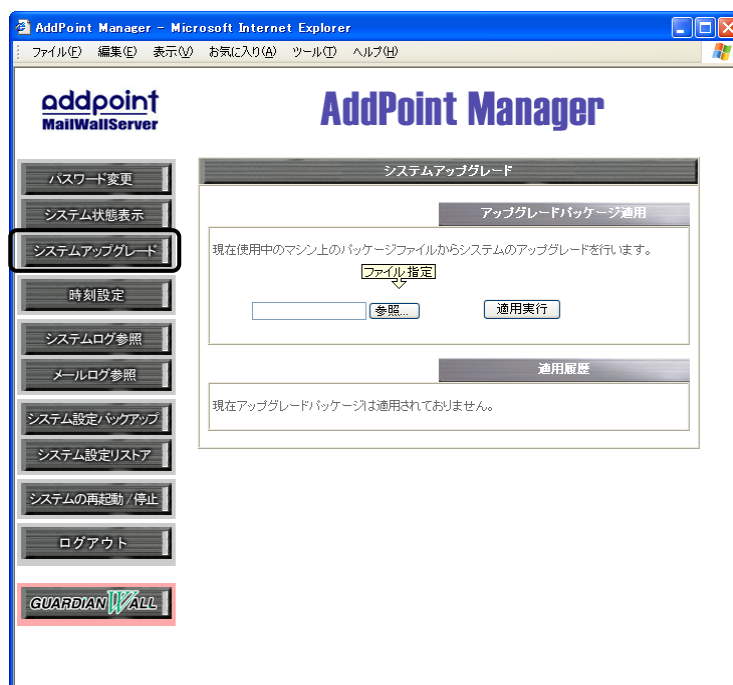 AddPoint Manager - Microsoft Internet Explorer
ファイル(F) 編集(E) 表示(V) お気に入り(A) ツール(T) ヘルプ(H)
addpoint
MailWallServer
AddPoint Manager
パスワード変更
システム状態表示
システムアップグレード
時刻設定
システムログ参照
メールログ参照
システム設定バックアップ
システム設定リストア
システムの再起動/停止
ログアウト
GUARDIAN WALL
システムアップグレード
アップグレードパッケージ適用
現在使用中のマシン上のパッケージファイルからシステムのアップグレードを行います。
ファイル指定
参照... 適用実行
適用履歴
現在アップグレードパッケージは適用されておりません。